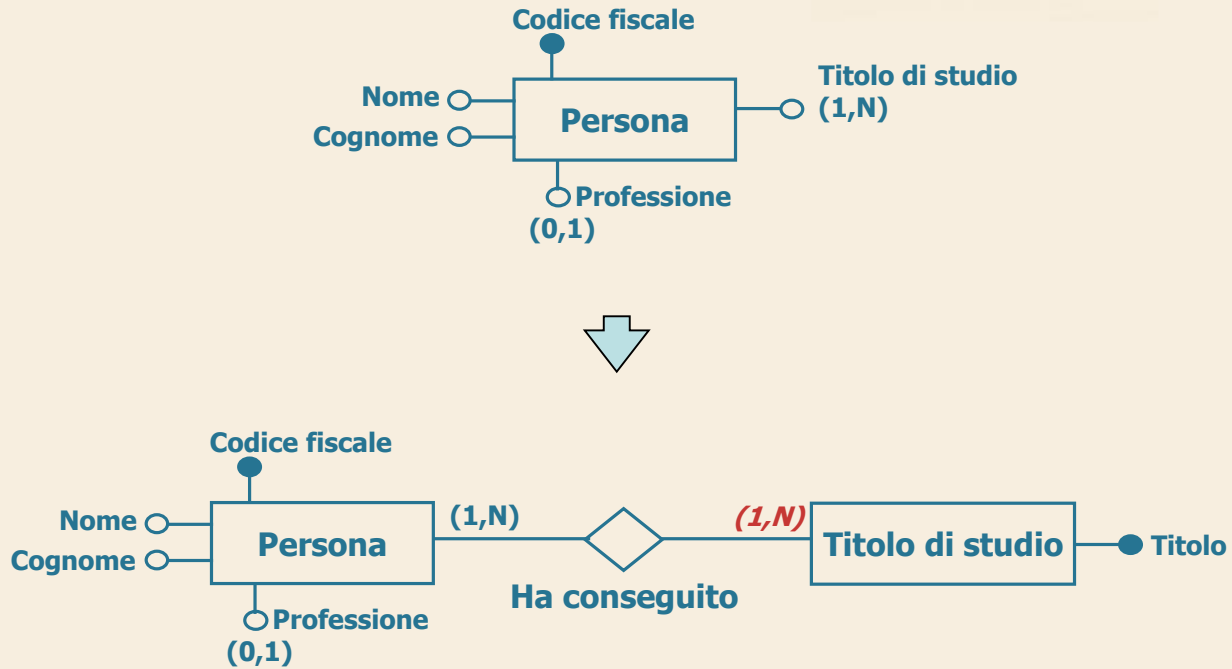 Codice fiscale
Nome
Cognome
Persona
Titolo di studio
(1,N)
Professione
(0,1)
Codice fiscale
Nome
Cognome
Persona
(1,N)
(1,N)
Titolo di studio
Titolo
Ha conseguito
Professione
(0,1)